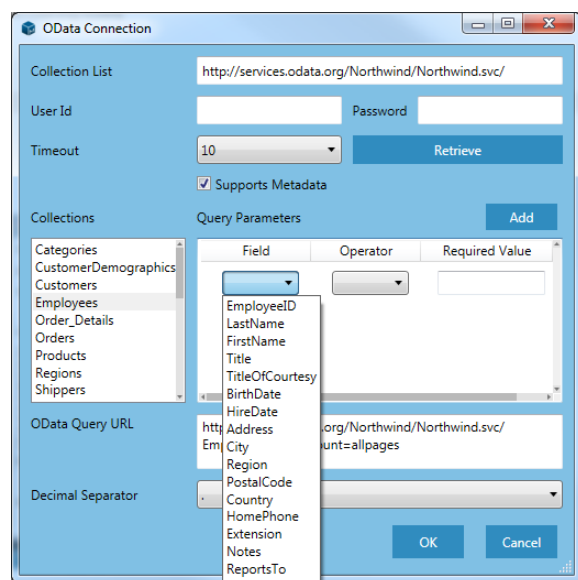 OData Connection
Collection List
http://services.odata.org/Northwind/Northwind.svc/
User Id
Password
Timeout
10
Retrieve
Supports Metadata
Collections
Query Parameters
Add
Categories
CustomerDemographics
Customers
Employees
Order_Details
Orders
Products
Regions
Shippers
Field
Operator
Required Value
EmployeeID
LastName
FirstName
Title
TitleOfCourtesy
BirthDate
HireDate
Address
City
Region
PostalCode
Country
HomePhone
Extension
Notes
ReportsTo
OData Query URL
.org/Northwind/Northwind.svc/
=allpages
Decimal Separator
.
OK
Cancel